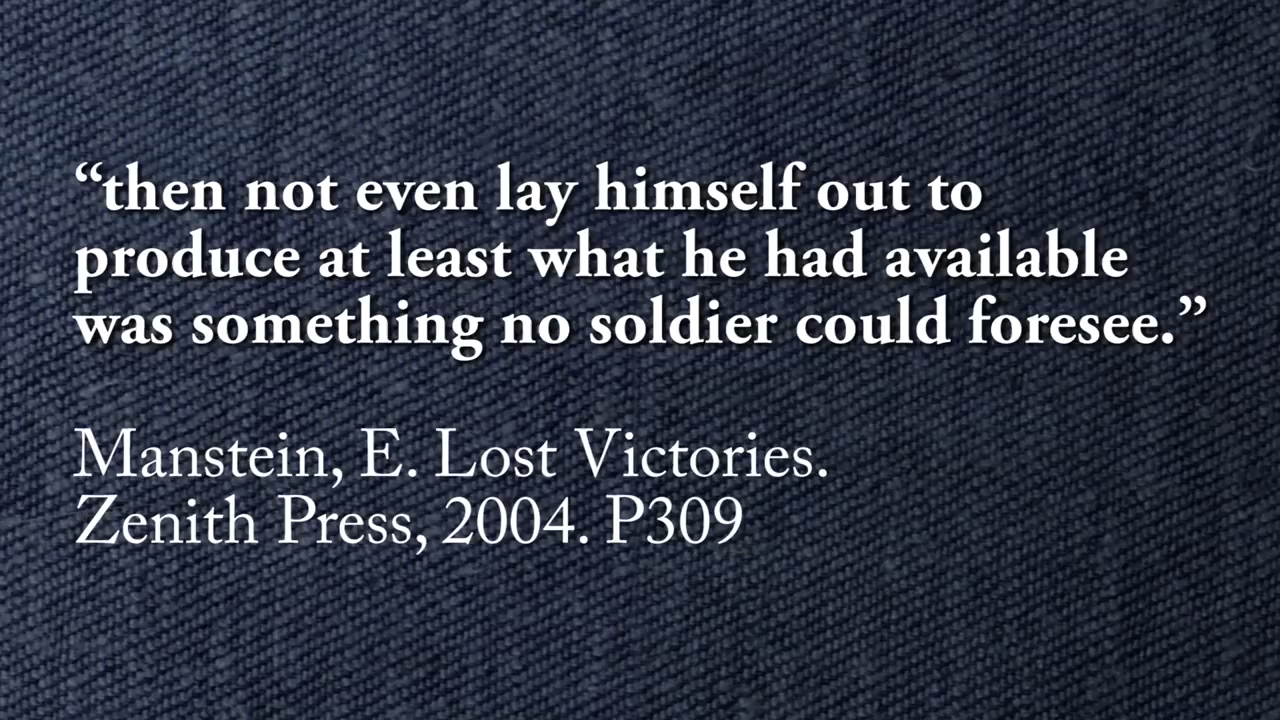 “then not even lay himself out to
produce at least what he had available
was something no soldier could foresee.”
Manstein, E. Lost Victories.
Zenith Press, 2004. P309